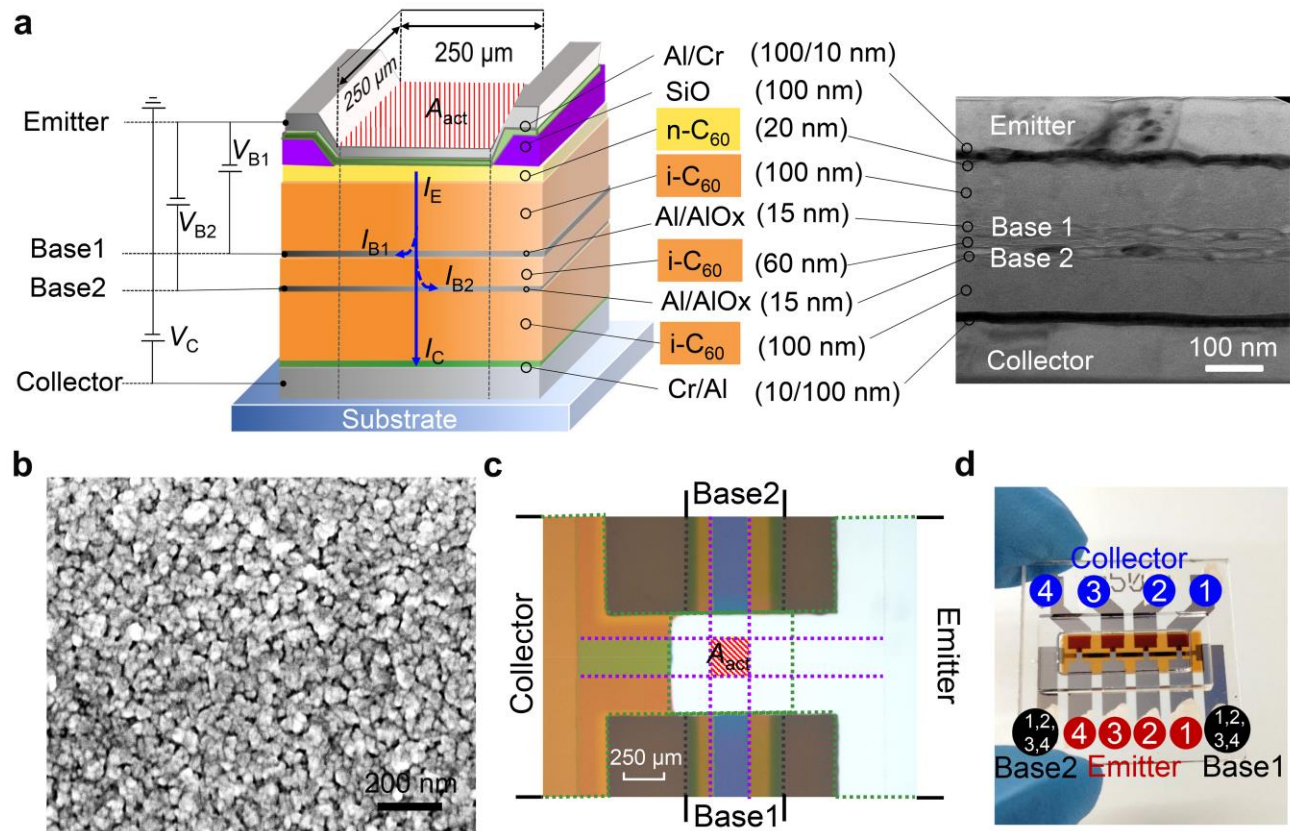 a
250 µm
250 µm
A_act
Emitter
V_B1
V_B2
Base1
Base2
V_C
Collector
I_E
I_B1
I_B2
I_C
Substrate
Al/Cr (100/10 nm)
SiO (100 nm)
n-C₆₀ (20 nm)
i-C₆₀ (100 nm)
Al/AlOx (15 nm)
i-C₆₀ (60 nm)
Al/AlOx (15 nm)
i-C₆₀ (100 nm)
Cr/Al (10/100 nm)
Emitter
Base 1
Base 2
Collector
100 nm
b
200 nm
c
Base2
Collector
A_act
Emitter
250 µm
Base1
d
Collector
4 3 2 1
1,2,
3,4
4 3 2 1
1,2,
3,4
Base2 Emitter Base1